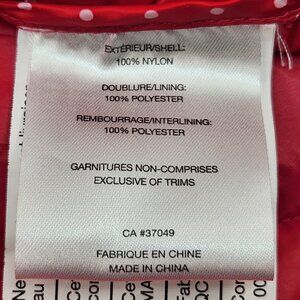 EXTÉRIEUR/SHELL:
100% NYLON
DOUBLURE/LINING:
100% POLYESTER
REMBOURRAGE/INTERLINING:
100% POLYESTER
GARNITURES NON-COMPRISES
EXCLUSIVE OF TRIMS
CA #37049
FABRIQUE EN CHINE
MADE IN CHINA